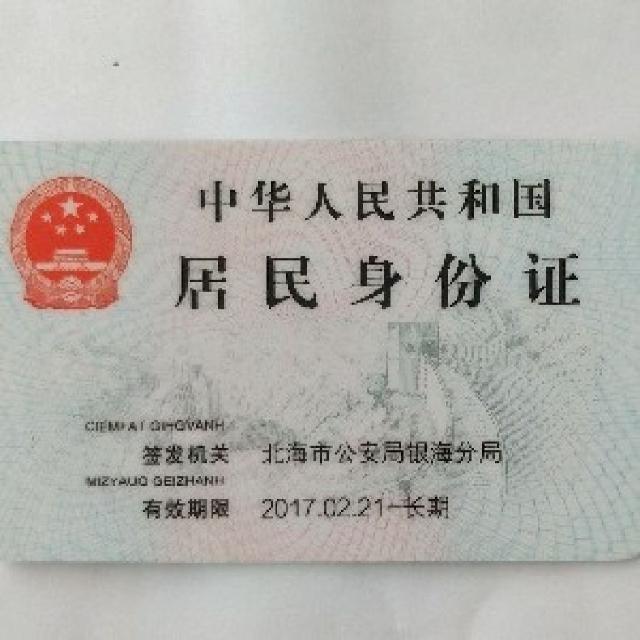 中华人民共和国
居民身份证
CIEMFAT GIHGVANH
签发机关 北海市公安局银海分局
MIZYAUQ GEIZHANH
有效期限 2017.02.21-长期